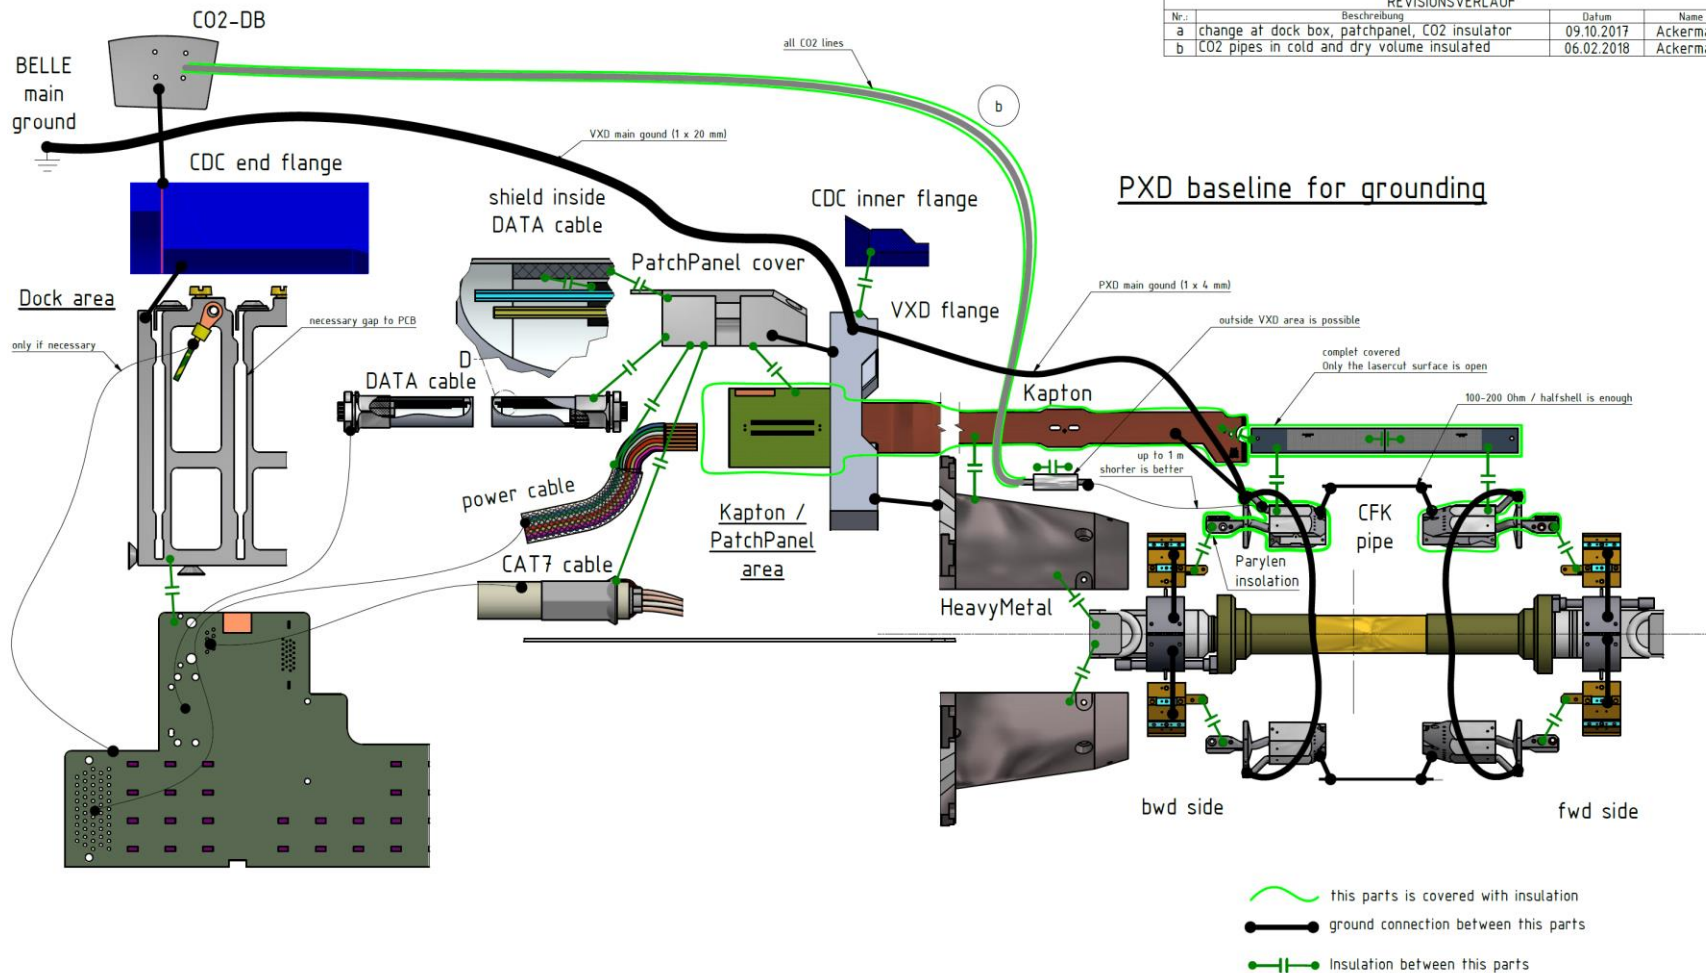 REVISIONSVERLAUF
Nr.: Beschreibung Datum Name
a change at dock box, patchpanel, CO2 insulator 09.10.2017
b CO2 pipes in cold and dry volume insulated 06.02.2018
CO2-DB
all CO2 lines
BELLE
main
ground
b
VXD main gound (1 x 20 mm)
CDC end flange
PXD baseline for grounding
shield inside
DATA cable
CDC inner flange
PatchPanel cover
PXD main gound (1 x 4 mm)
Dock area
VXD flange
outside VXD area is possible
necessary gap to PCB
only if necessary
complet covered
Only the lasercut surface is open
D
DATA cable
Kapton
100-200 Ohm / halfshell is enough
up to 1 m
shorter is better
power cable
Kapton /
PatchPanel
area
CFK
pipe
CAT7 cable
Parylen
insolation
HeavyMetal
bwd side
fwd side
this parts is covered with insulation
ground connection between this parts
Insulation between this parts